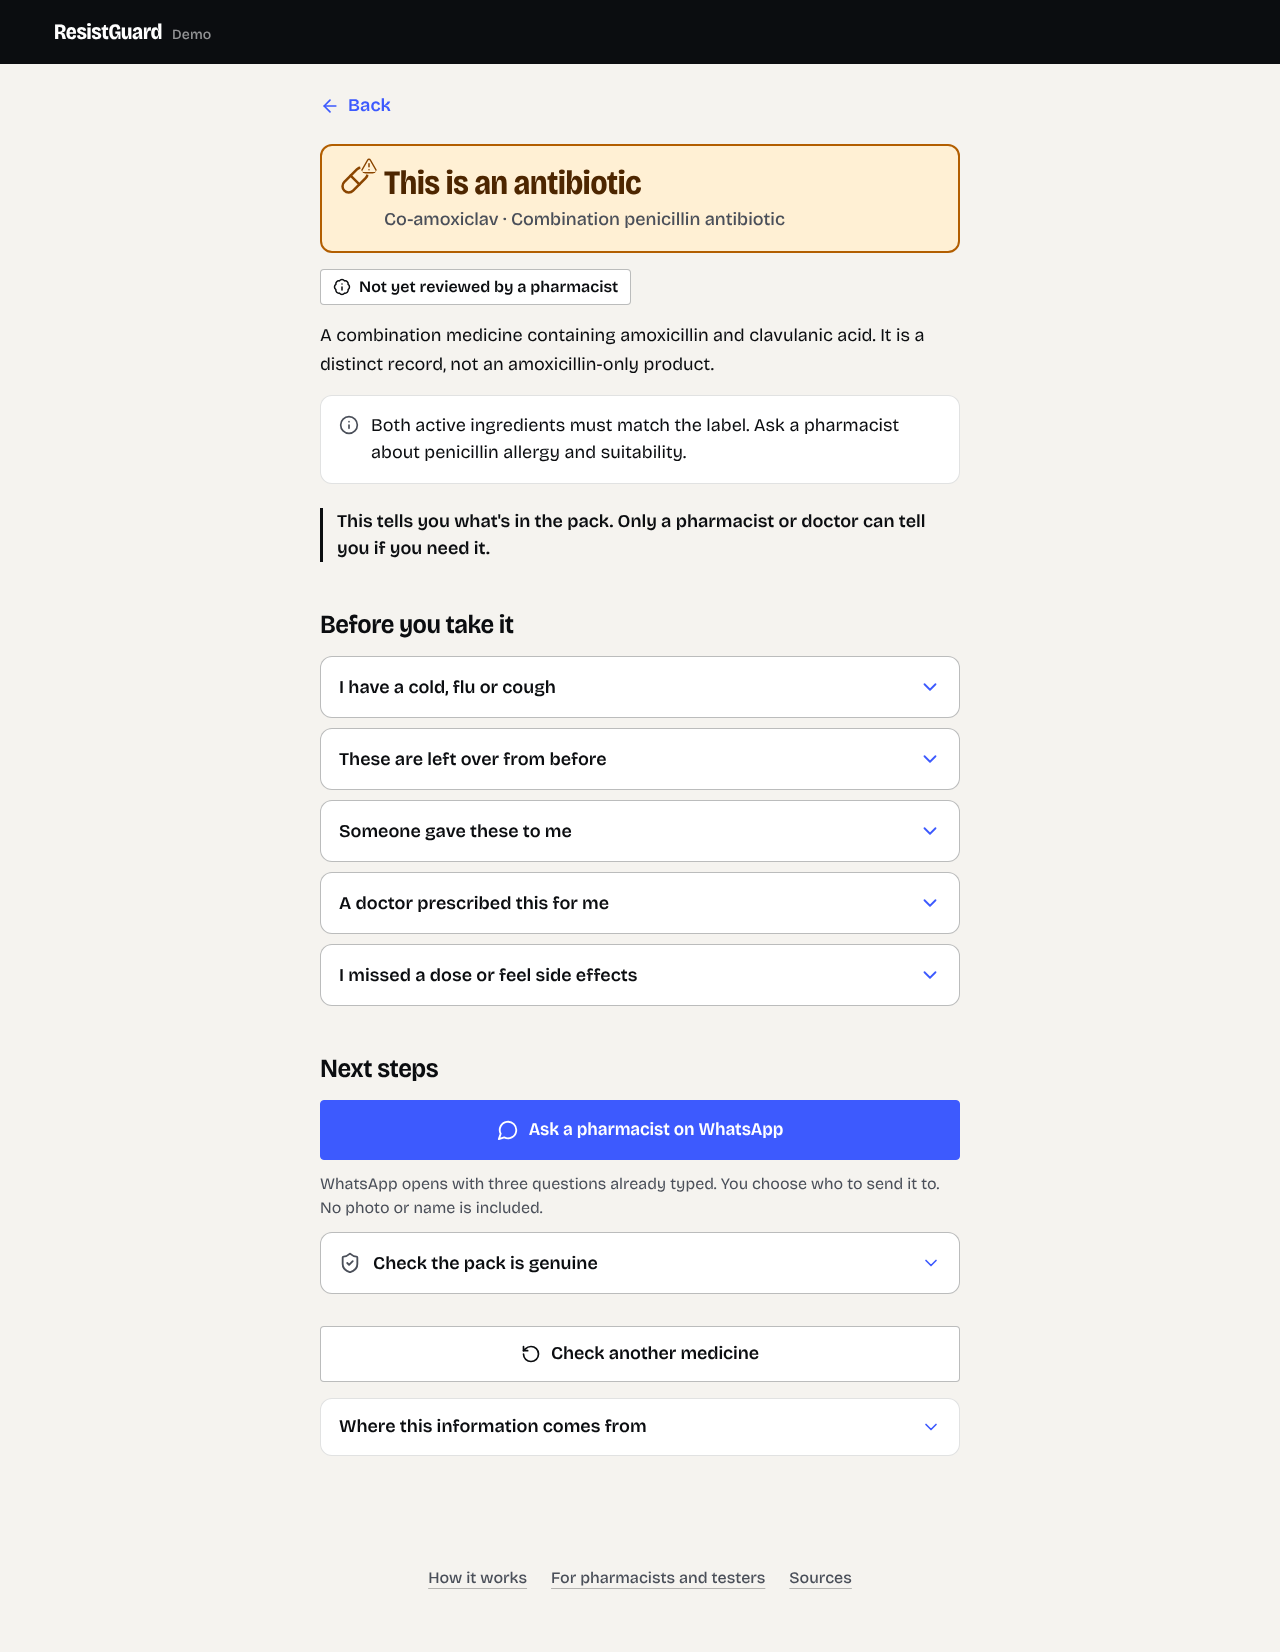 ResistGuard Demo
Back
This is an antibiotic
Co-amoxiclav · Combination penicillin antibiotic
Not yet reviewed by a pharmacist
A combination medicine containing amoxicillin and clavulanic acid. It is a
distinct record, not an amoxicillin-only product.
Both active ingredients must match the label. Ask a pharmacist
about penicillin allergy and suitability.
This tells you what's in the pack. Only a pharmacist or doctor can tell
you if you need it.
Before you take it
I have a cold, flu or cough
These are left over from before
Someone gave these to me
A doctor prescribed this for me
I missed a dose or feel side effects
Next steps
Ask a pharmacist on WhatsApp
WhatsApp opens with three questions already typed. You choose who to send it to.
No photo or name is included.
Check the pack is genuine
Check another medicine
Where this information comes from
How it works For pharmacists and testers Sources